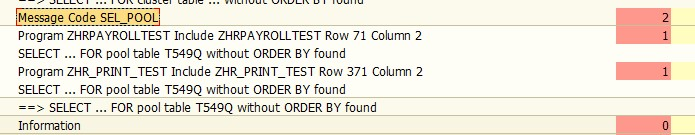 ==> SELECT ... FOR cluster table ... without ORDER BY found
Message Code SEL_POOL 2
Program ZHRPAYROLLTEST Include ZHRPAYROLLTEST Row 71 Column 2 1
SELECT ... FOR pool table T549Q without ORDER BY found
Program ZHR_PRINT_TEST Include ZHR_PRINT_TEST Row 371 Column 2 1
SELECT ... FOR pool table T549Q without ORDER BY found
==> SELECT ... FOR pool table T549Q without ORDER BY found
Information 0